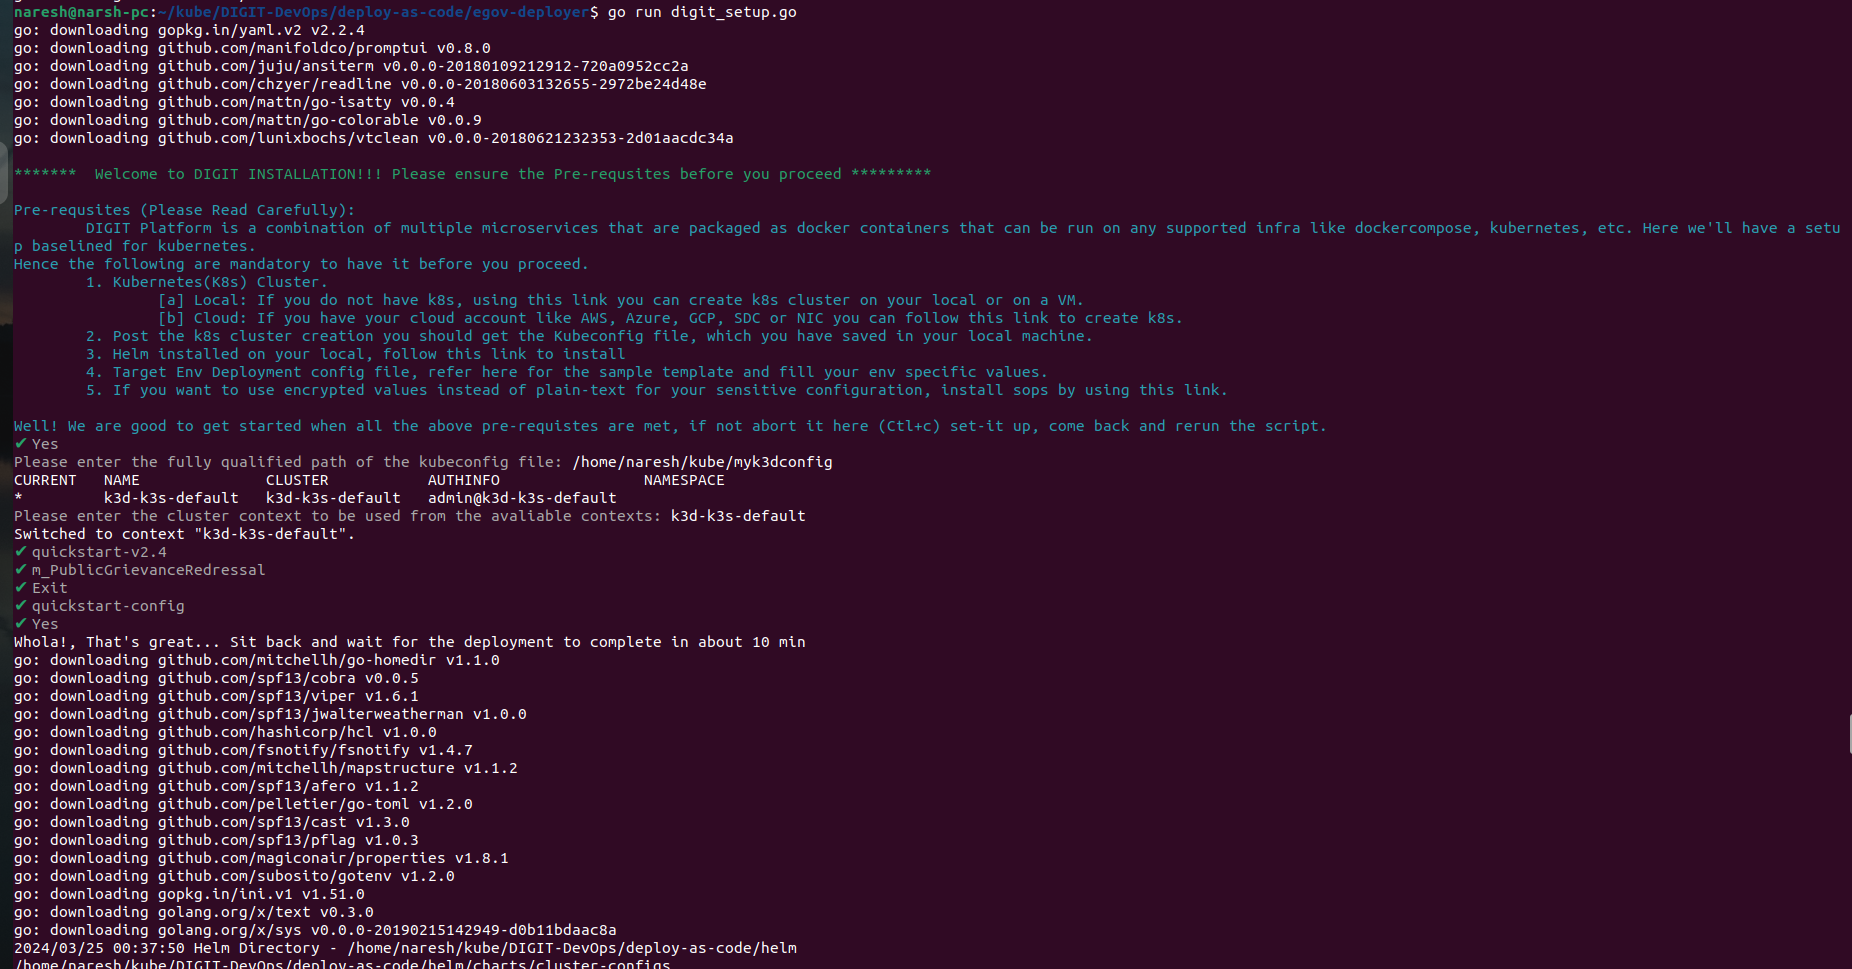 naresh@narsh-pc:~/kube/DIGIT-DevOps/deploy-as-code/egov-deployer$ go run digit_setup.go
go: downloading gopkg.in/yaml.v2 v2.2.4
go: downloading github.com/manifoldco/promptui v0.8.0
go: downloading github.com/juju/ansiterm v0.0.0-20180109212912-720a0952cc2a
go: downloading github.com/chzyer/readline v0.0.0-20180603132655-2972be24d48e
go: downloading github.com/mattn/go-isatty v0.0.4
go: downloading github.com/mattn/go-colorable v0.0.9
go: downloading github.com/lunixbochs/vtclean v0.0.0-20180621232353-2d01aacdc34a
*******  Welcome to DIGIT INSTALLATION!!! Please ensure the Pre-requsites before you proceed *********
Pre-requsites (Please Read Carefully):
        DIGIT Platform is a combination of multiple microservices that are packaged as docker containers that can be run on any supported infra like dockercompose, kubernetes, etc. Here we'll have a setu
p baselined for kubernetes.
Hence the following are mandatory to have it before you proceed.
        1. Kubernetes(K8s) Cluster.
                [a] Local: If you do not have k8s, using this link you can create k8s cluster on your local or on a VM.
                [b] Cloud: If you have your cloud account like AWS, Azure, GCP, SDC or NIC you can follow this link to create k8s.
        2. Post the k8s cluster creation you should get the Kubeconfig file, which you have saved in your local machine.
        3. Helm installed on your local, follow this link to install
        4. Target Env Deployment config file, refer here for the sample template and fill your env specific values.
        5. If you want to use encrypted values instead of plain-text for your sensitive configuration, install sops by using this link.
Well! We are good to get started when all the above pre-requistes are met, if not abort it here (Ctl+c) set-it up, come back and rerun the script.
✔ Yes
Please enter the fully qualified path of the kubeconfig file: /home/naresh/kube/myk3dconfig
CURRENT   NAME              CLUSTER           AUTHINFO                NAMESPACE
*         k3d-k3s-default   k3d-k3s-default   admin@k3d-k3s-default
Please enter the cluster context to be used from the avaliable contexts: k3d-k3s-default
Switched to context "k3d-k3s-default".
✔ quickstart-v2.4
✔ m_PublicGrievanceRedressal
✔ Exit
✔ quickstart-config
✔ Yes
Whola!, That's great... Sit back and wait for the deployment to complete in about 10 min
go: downloading github.com/mitchellh/go-homedir v1.1.0
go: downloading github.com/spf13/cobra v0.0.5
go: downloading github.com/spf13/viper v1.6.1
go: downloading github.com/spf13/jwalterweatherman v1.0.0
go: downloading github.com/hashicorp/hcl v1.0.0
go: downloading github.com/fsnotify/fsnotify v1.4.7
go: downloading github.com/mitchellh/mapstructure v1.1.2
go: downloading github.com/spf13/afero v1.1.2
go: downloading github.com/pelletier/go-toml v1.2.0
go: downloading github.com/spf13/cast v1.3.0
go: downloading github.com/spf13/pflag v1.0.3
go: downloading github.com/magiconair/properties v1.8.1
go: downloading github.com/subosito/gotenv v1.2.0
go: downloading gopkg.in/ini.v1 v1.51.0
go: downloading golang.org/x/text v0.3.0
go: downloading golang.org/x/sys v0.0.0-20190215142949-d0b11bdaac8a
2024/03/25 00:37:50 Helm Directory - /home/naresh/kube/DIGIT-DevOps/deploy-as-code/helm
/home/naresh/kube/DIGIT-DevOps/deploy-as-code/helm/charts/cluster-configs